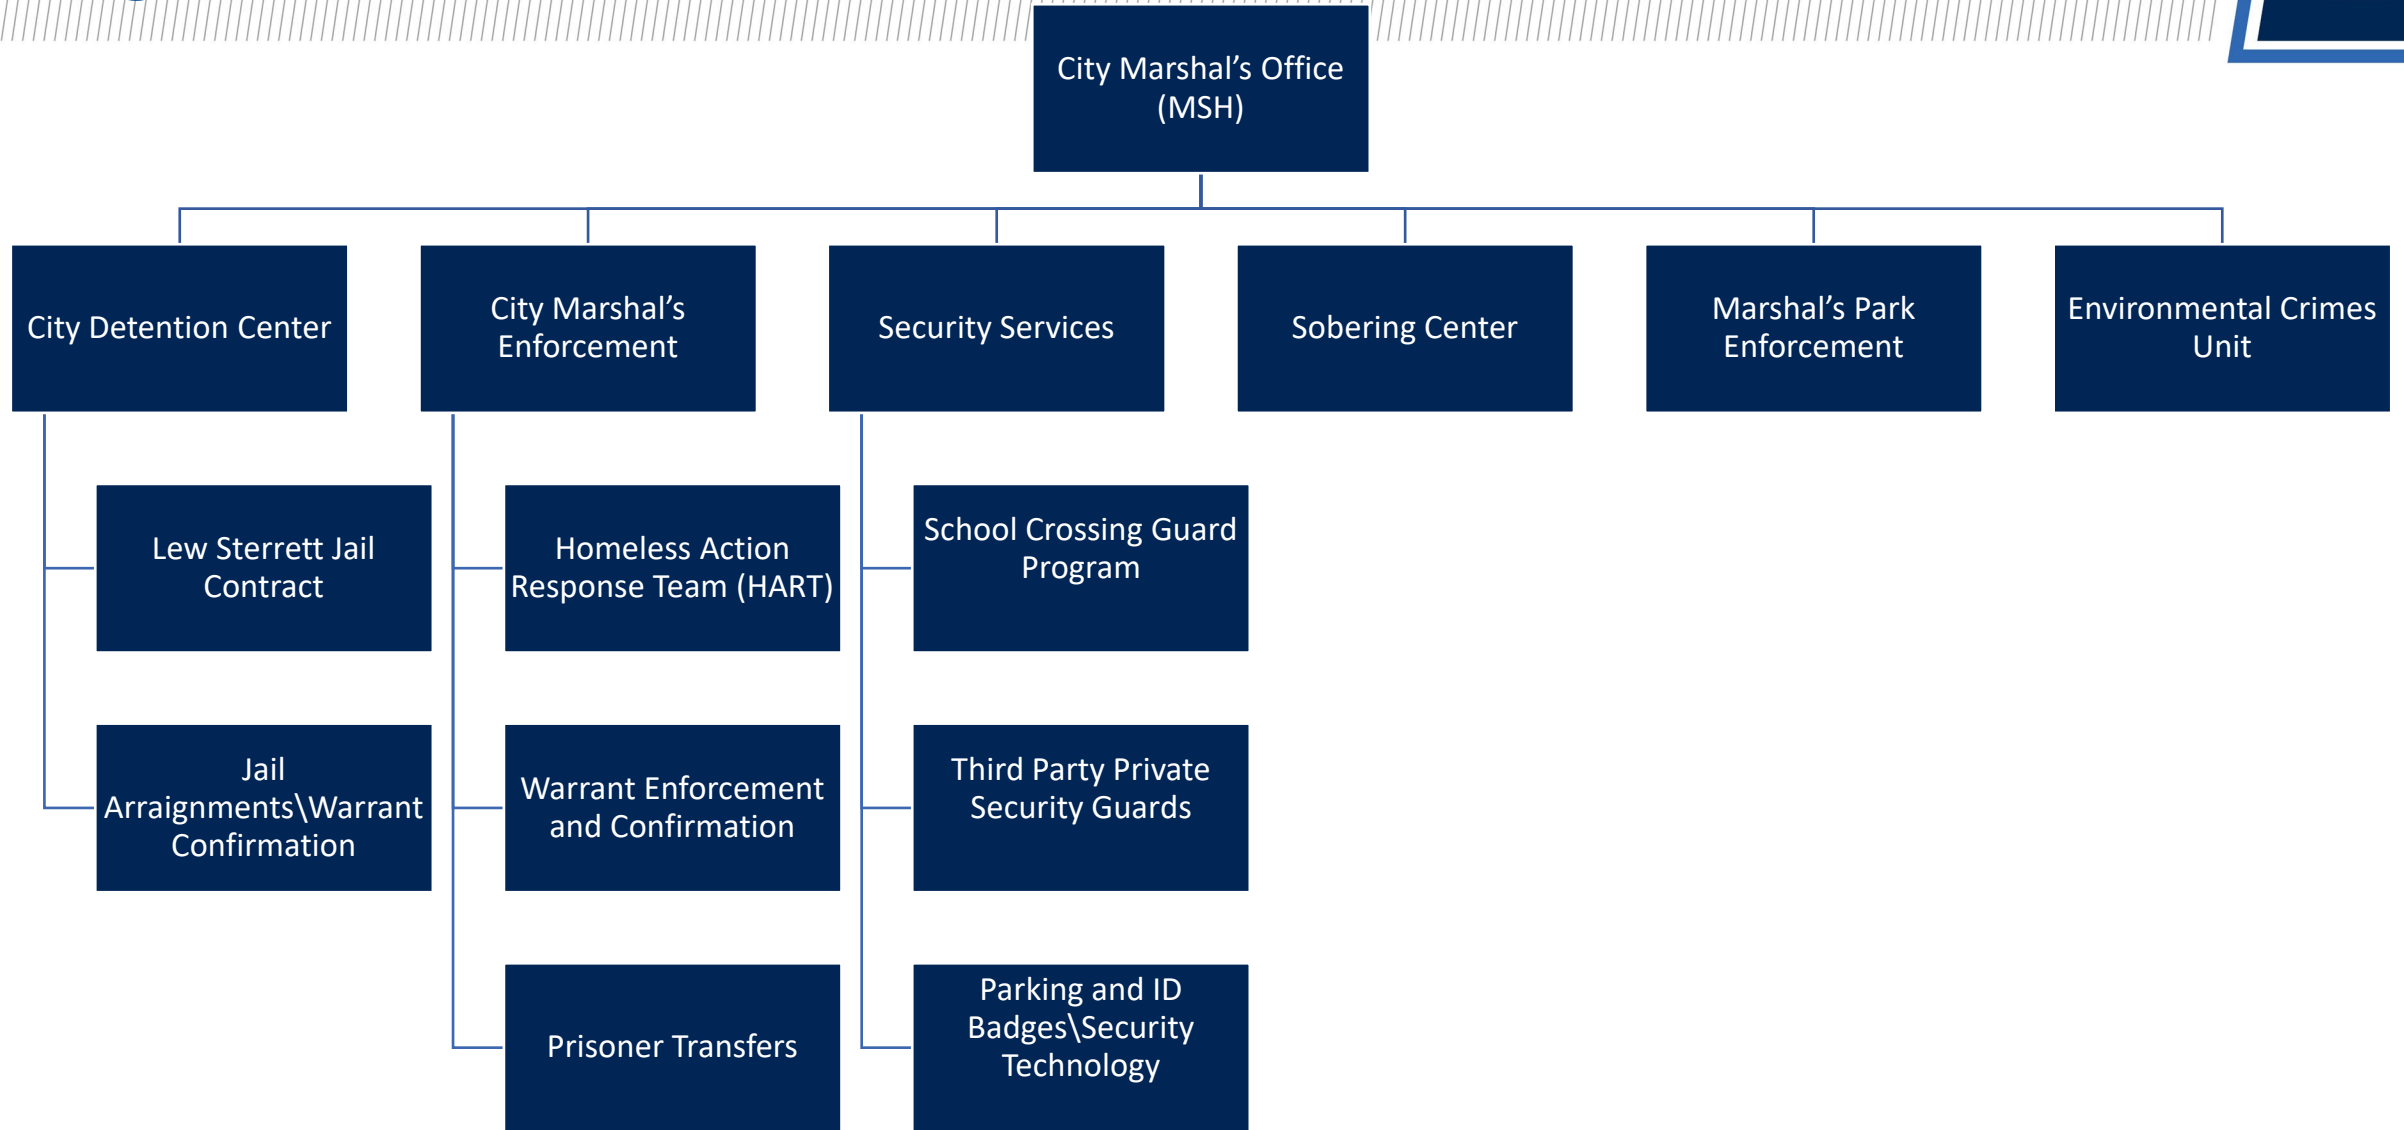 City Marshal’s Office
(MSH)
City Detention Center
City Marshal’s
Enforcement
Security Services
Sobering Center
Marshal’s Park
Enforcement
Environmental Crimes
Unit
Lew Sterrett Jail
Contract
Homeless Action
Response Team (HART)
School Crossing Guard
Program
Jail
Arraignments\Warrant
Confirmation
Warrant Enforcement
and Confirmation
Third Party Private
Security Guards
Prisoner Transfers
Parking and ID
Badges\Security
Technology